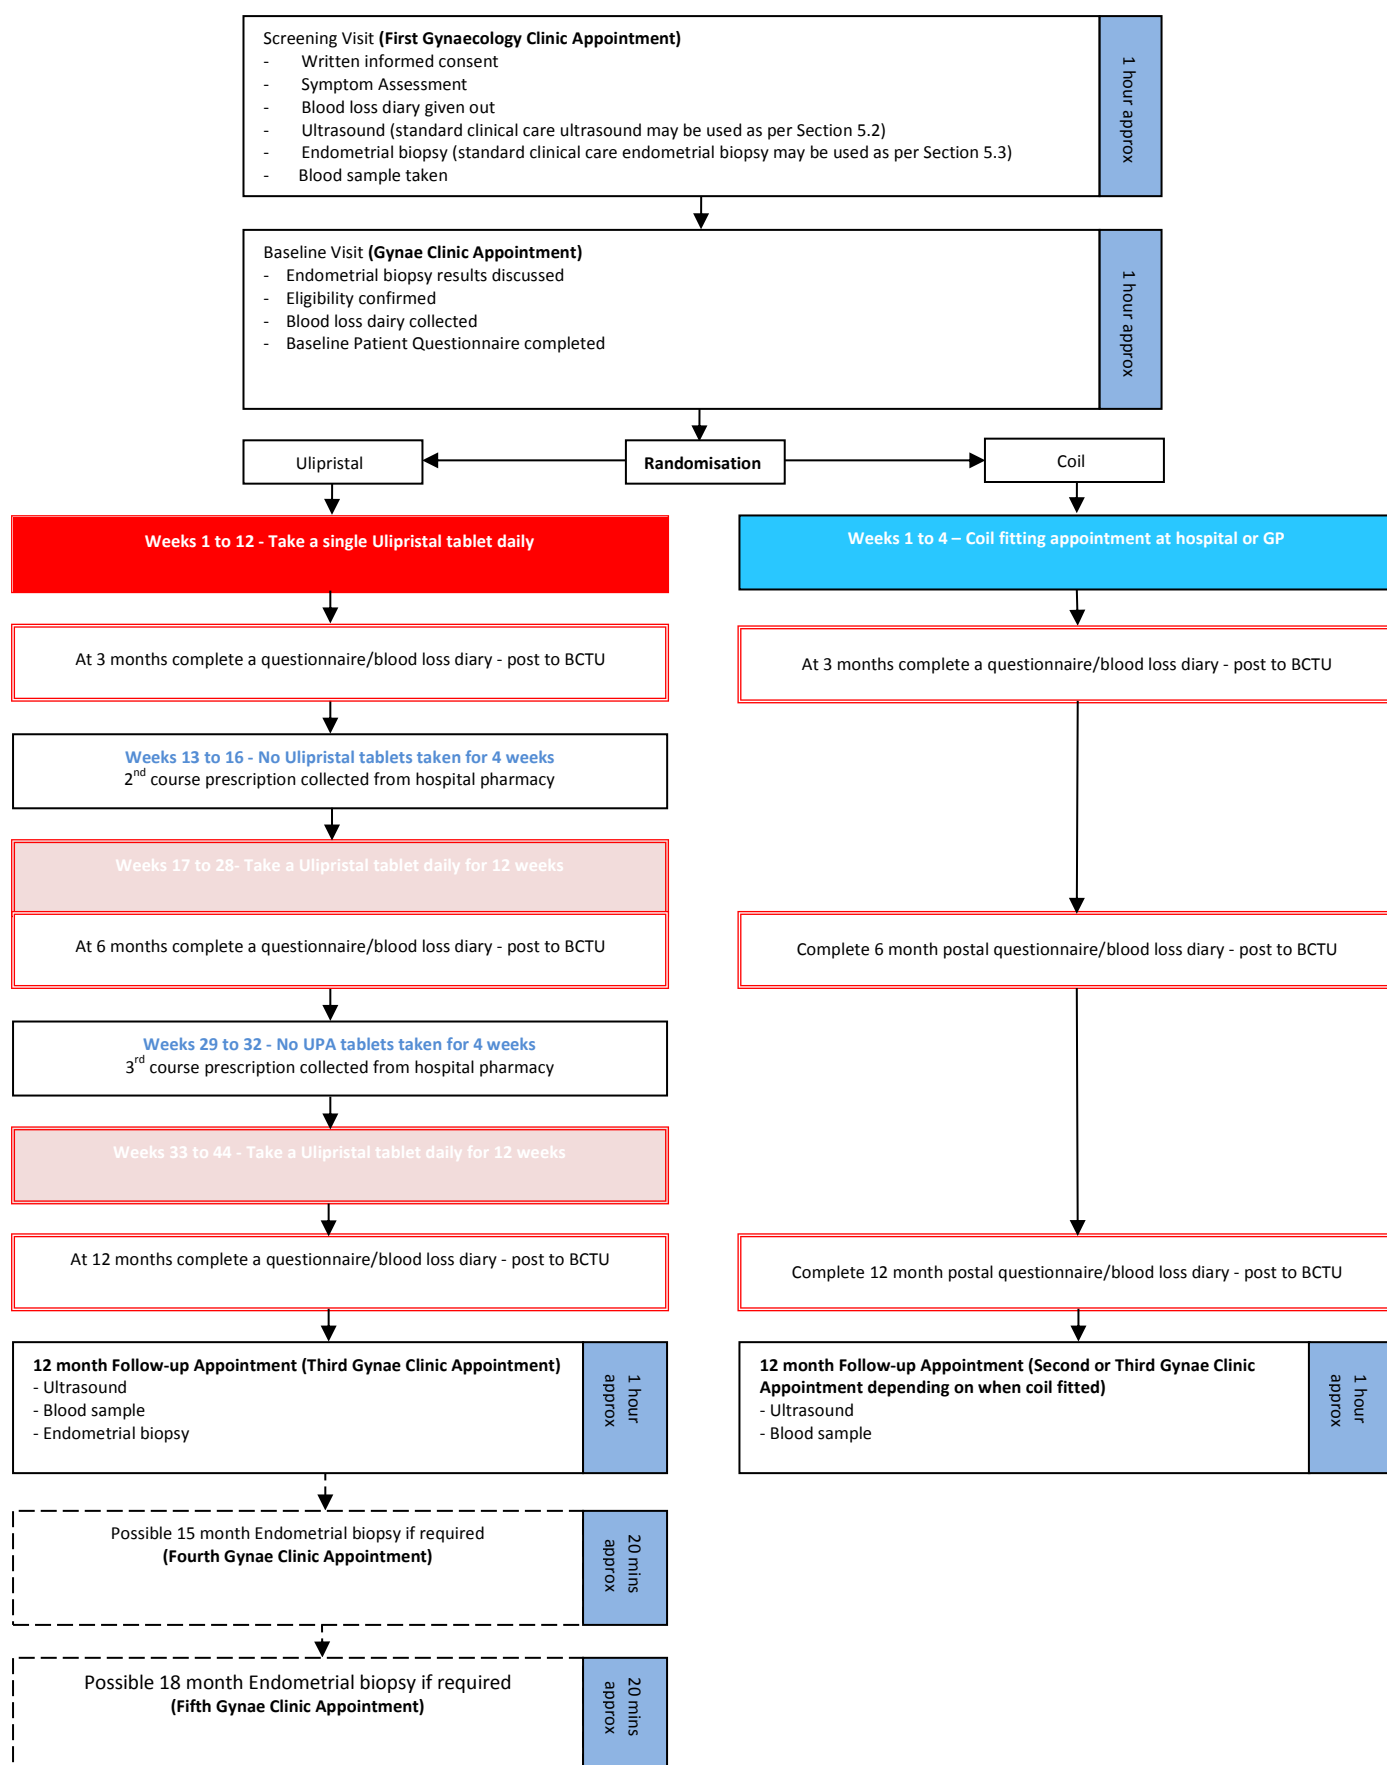 Screening Visit (First Gynaecology Clinic Appointment)
- Written informed consent
- Symptom Assessment
- Blood loss diary given out
- Ultrasound (standard clinical care ultrasound may be used as per Section 5.2)
- Endometrial biopsy (standard clinical care endometrial biopsy may be used as per Section 5.3)
- Blood sample taken
1 hour approx
Baseline Visit (Gynae Clinic Appointment)
- Endometrial biopsy results discussed
- Eligibility confirmed
- Blood loss dairy collected
- Baseline Patient Questionnaire completed
1 hour approx
Ulipristal
Randomisation
Coil
Weeks 1 to 12 - Take a single Ulipristal tablet daily
Weeks 1 to 4 – Coil fitting appointment at hospital or GP
At 3 months complete a questionnaire/blood loss diary - post to BCTU
At 3 months complete a questionnaire/blood loss diary - post to BCTU
Weeks 13 to 16 - No Ulipristal tablets taken for 4 weeks
2nd course prescription collected from hospital pharmacy
Weeks 17 to 28- Take a Ulipristal tablet daily for 12 weeks
At 6 months complete a questionnaire/blood loss diary - post to BCTU
Complete 6 month postal questionnaire/blood loss diary - post to BCTU
Weeks 29 to 32 - No UPA tablets taken for 4 weeks
3rd course prescription collected from hospital pharmacy
Weeks 33 to 44 - Take a Ulipristal tablet daily for 12 weeks
At 12 months complete a questionnaire/blood loss diary - post to BCTU
Complete 12 month postal questionnaire/blood loss diary - post to BCTU
12 month Follow-up Appointment (Third Gynae Clinic Appointment)
- Ultrasound
- Blood sample
- Endometrial biopsy
1 hour
approx
12 month Follow-up Appointment (Second or Third Gynae Clinic
Appointment depending on when coil fitted)
- Ultrasound
- Blood sample
1 hour
approx
Possible 15 month Endometrial biopsy if required
(Fourth Gynae Clinic Appointment)
20 mins
approx
Possible 18 month Endometrial biopsy if required
(Fifth Gynae Clinic Appointment)
20 mins
approx